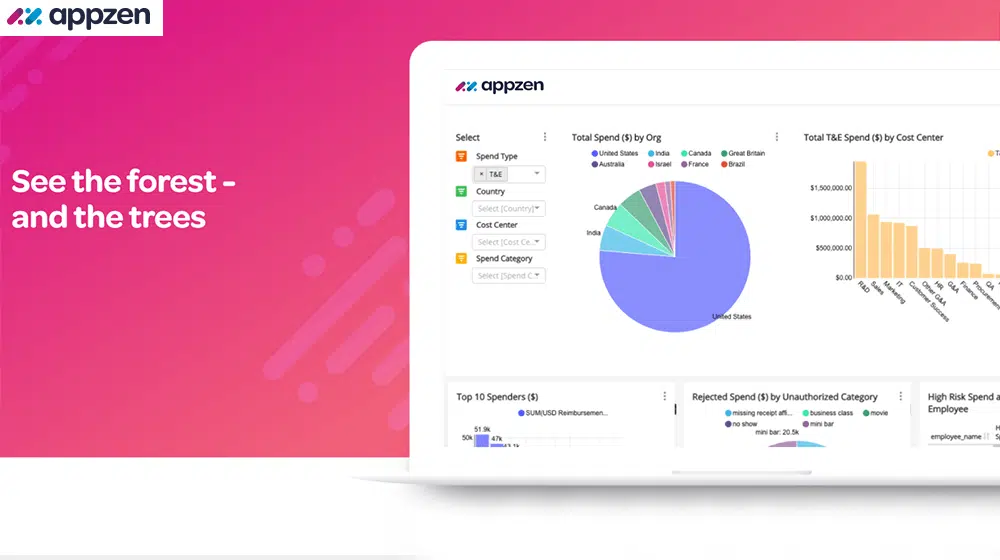 appzen
See the forest -
and the trees
appzen
Select
Spend Type
× T&E
Country
Select [Country]
Cost Center
Select [Cost Ce...
Spend Category
Select [Spend C
Total Spend ($) by Org
United States India Canada Great Britain
Australia Israel France Brazil
Canada
India
United States
Total T&E Spend ($) by Cost Center
$1,500,000.00
$1,000,000.00
$500,000.00
$0.00
R&D Sales Marketing IT Customer Success Other G&A HR G&A Finance Procurement QA
Top 10 Spenders ($)
SUM(USD Reimbursemen...
51.9k
50k 47k
43.1k
Rejected Spend ($) by Unauthorized Category
missing receipt affi... business class movie
no show mini bar
mini bar: 20.5k
High Risk Spend a
Employee
employee_name